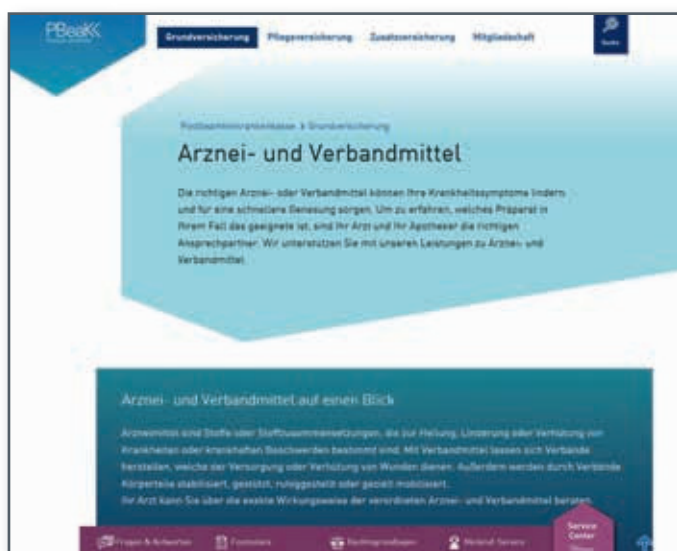 PBeaKK
Grundversicherung Pflegeversicherung Zusatzversicherung Mitgliedschaft
Suche
Postbeamtenkrankenkasse > Grundversicherung
Arznei- und Verbandmittel
Die richtigen Arznei- oder Verbandmittel können Ihre Krankheitssymptome lindern
und für eine schnellere Genesung sorgen. Um zu erfahren, welches Präparat in
Ihrem Fall das geeignete ist, sind Ihr Arzt und Ihr Apotheker die richtigen
Ansprechpartner. Wir unterstützen Sie mit unseren Leistungen zu Arznei- und
Verbandmittel.
Arznei- und Verbandmittel auf einen Blick
Arzneimittel sind Stoffe oder Stoffzusammensetzungen, die zur Heilung, Linderung oder Verhütung von
Krankheiten oder krankhaften Beschwerden bestimmt sind. Mit Verbandmittel lassen sich Verbände
herstellen, welche der Versorgung oder Verhütung von Wunden dienen. Außerdem werden durch Verbände
Körperteile stabilisiert, gestützt, ruhiggestellt oder gezielt mobilisiert.
Ihr Arzt kann Sie über die exakte Wirkungsweise der verordneten Arznei- und Verbandmittel beraten.
Fragen & Antworten Formulare Rechtsgrundlagen Rückruf-Service
Service
Center